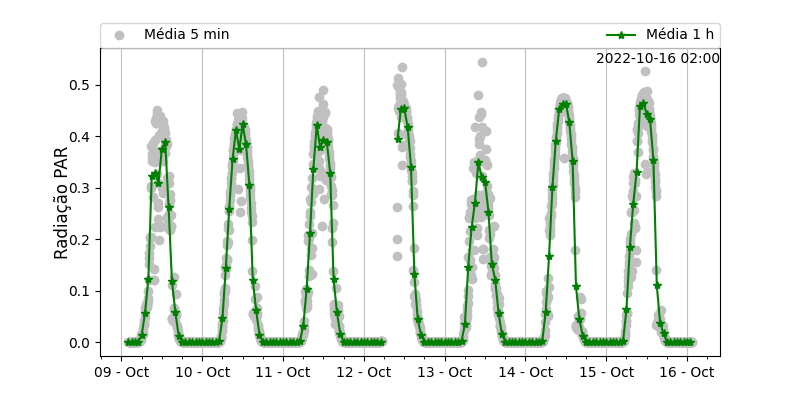 Média 5 min
Média 1 h
2022-10-16 02:00
Radiação PAR
0.5
0.4
0.3
0.2
0.1
0.0
09 - Oct
10 - Oct
11 - Oct
12 - Oct
13 - Oct
14 - Oct
15 - Oct
16 - Oct